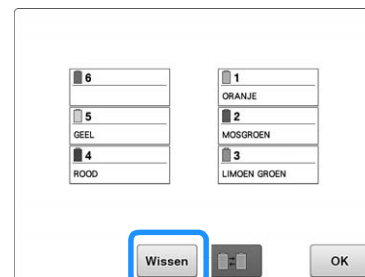 6
1
ORANJE
5
GEEL
2
MOSGROEN
4
ROOD
3
LIMOEN GROEN
Wissen
OK